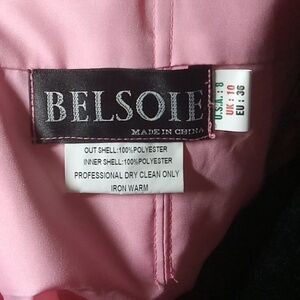 BELSOIE
MADE IN CHINA
U.S.A.: 8
UK: 10
EU: 36
OUT SHELL:100%POLYESTER
INNER SHELL:100%POLYESTER
PROFESSIONAL DRY CLEAN ONLY
IRON WARM